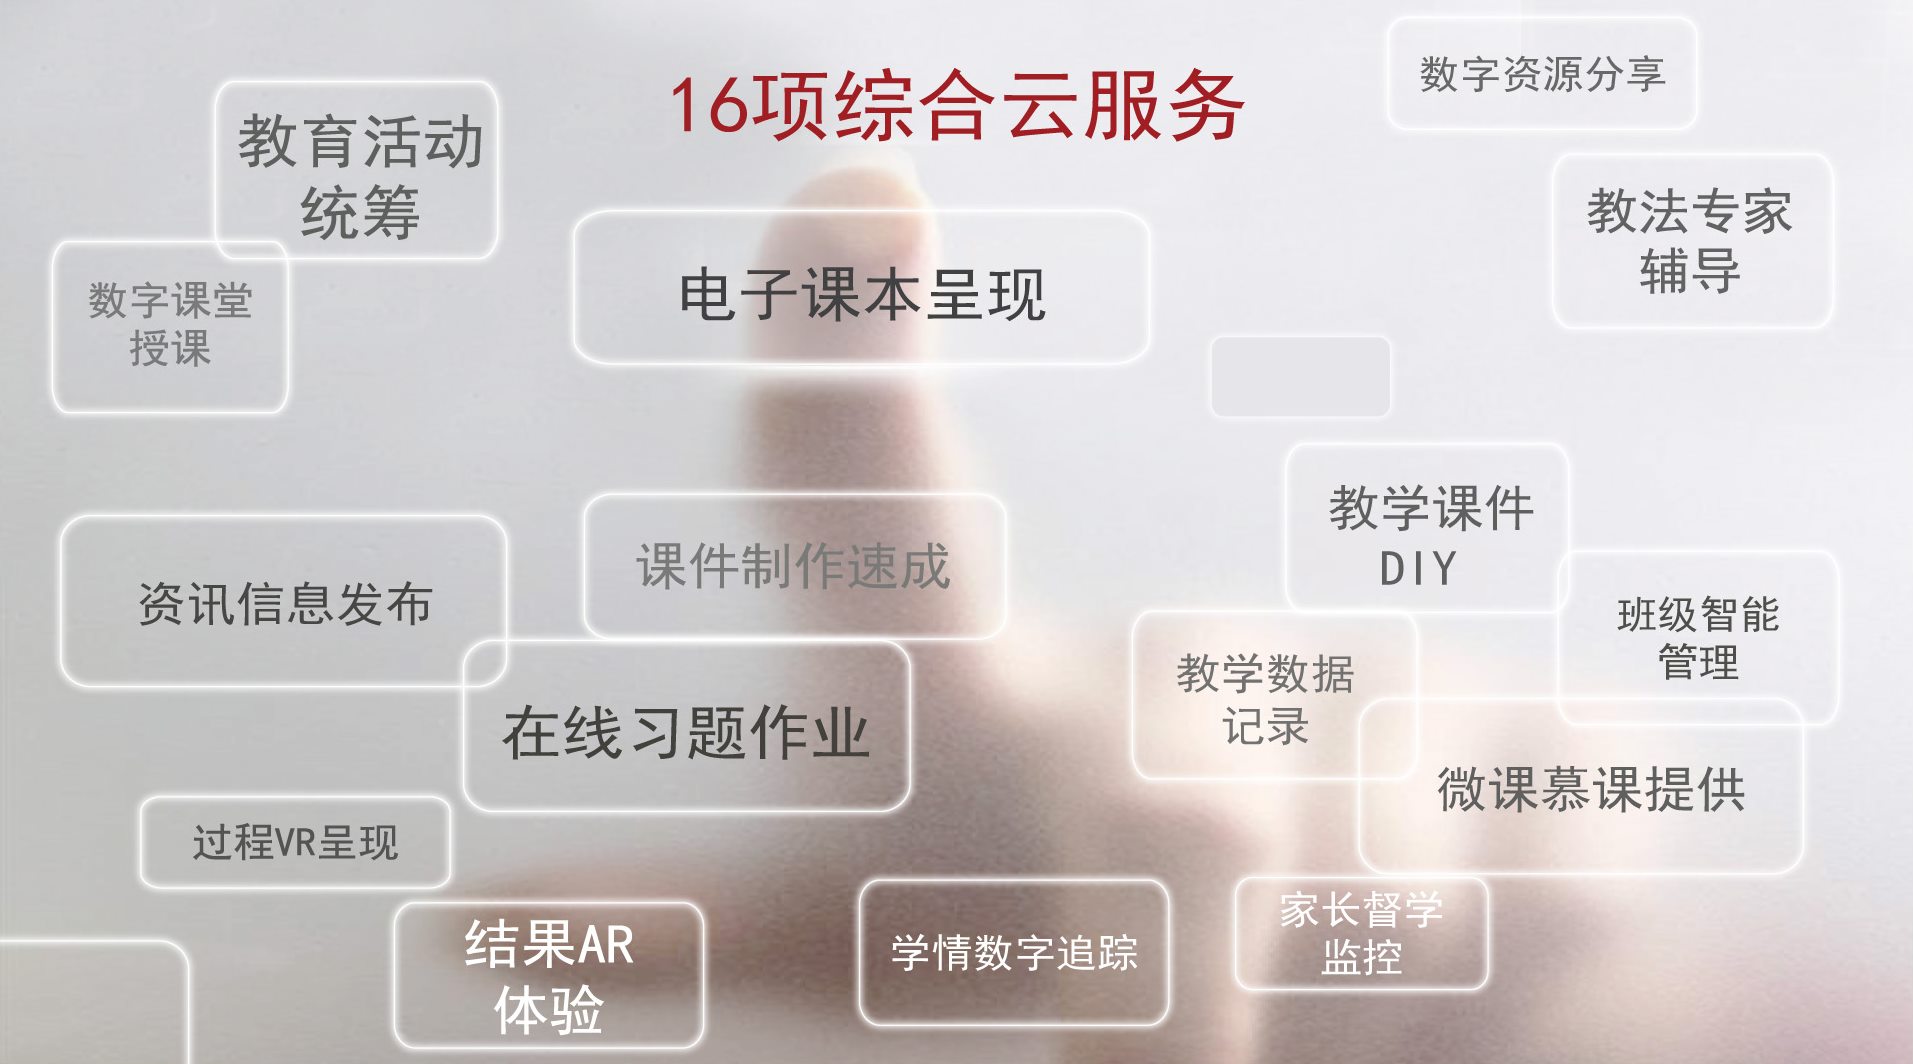 16项综合云服务
数字资源分享
教育活动
统筹
教法专家
辅导
数字课堂
授课
电子课本呈现
教学课件
DIY
课件制作速成
资讯信息发布
班级智能
管理
教学数据
记录
在线习题作业
微课慕课提供
过程VR呈现
结果AR
体验
学情数字追踪
家长督学
监控